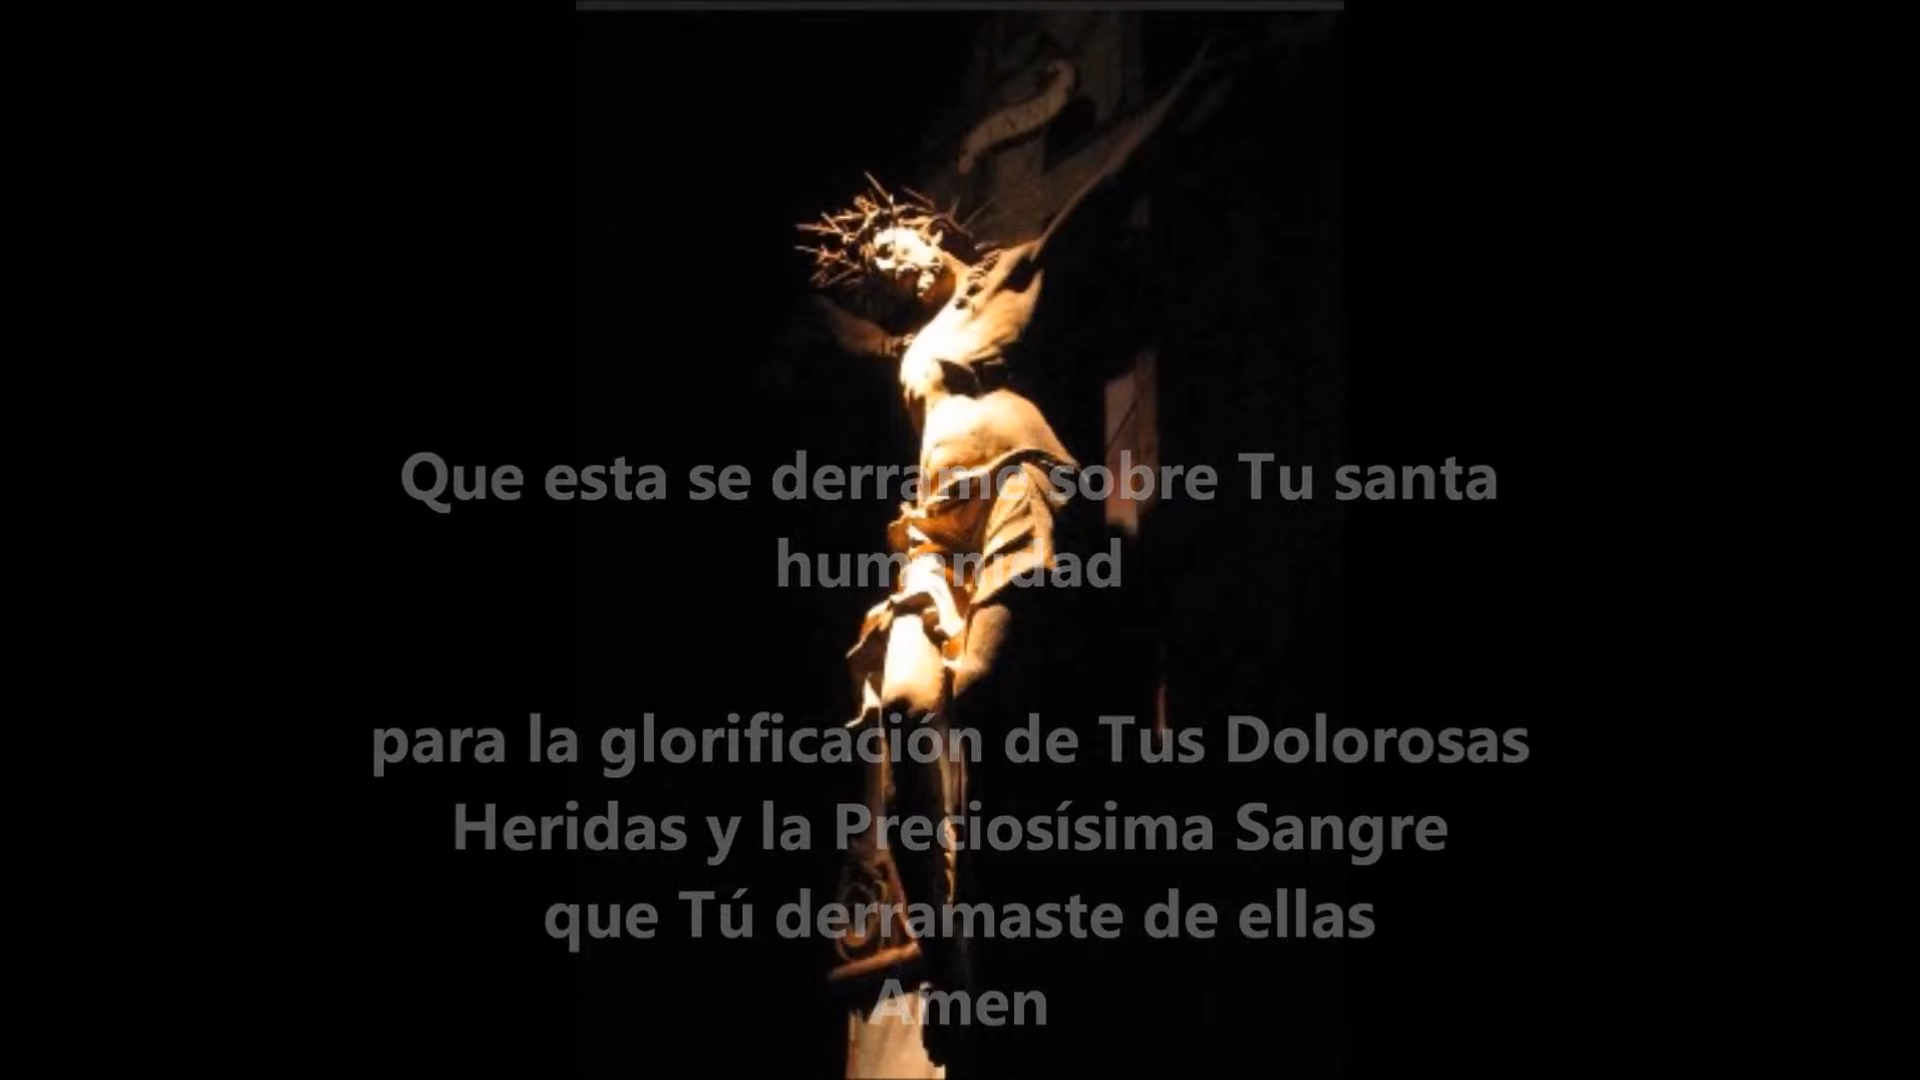 Que esta se derrame sobre Tu santa
humanidad
para la glorificación de Tus Dolorosas
Heridas y la Preciosísima Sangre
que Tú derramaste de ellas
Amen